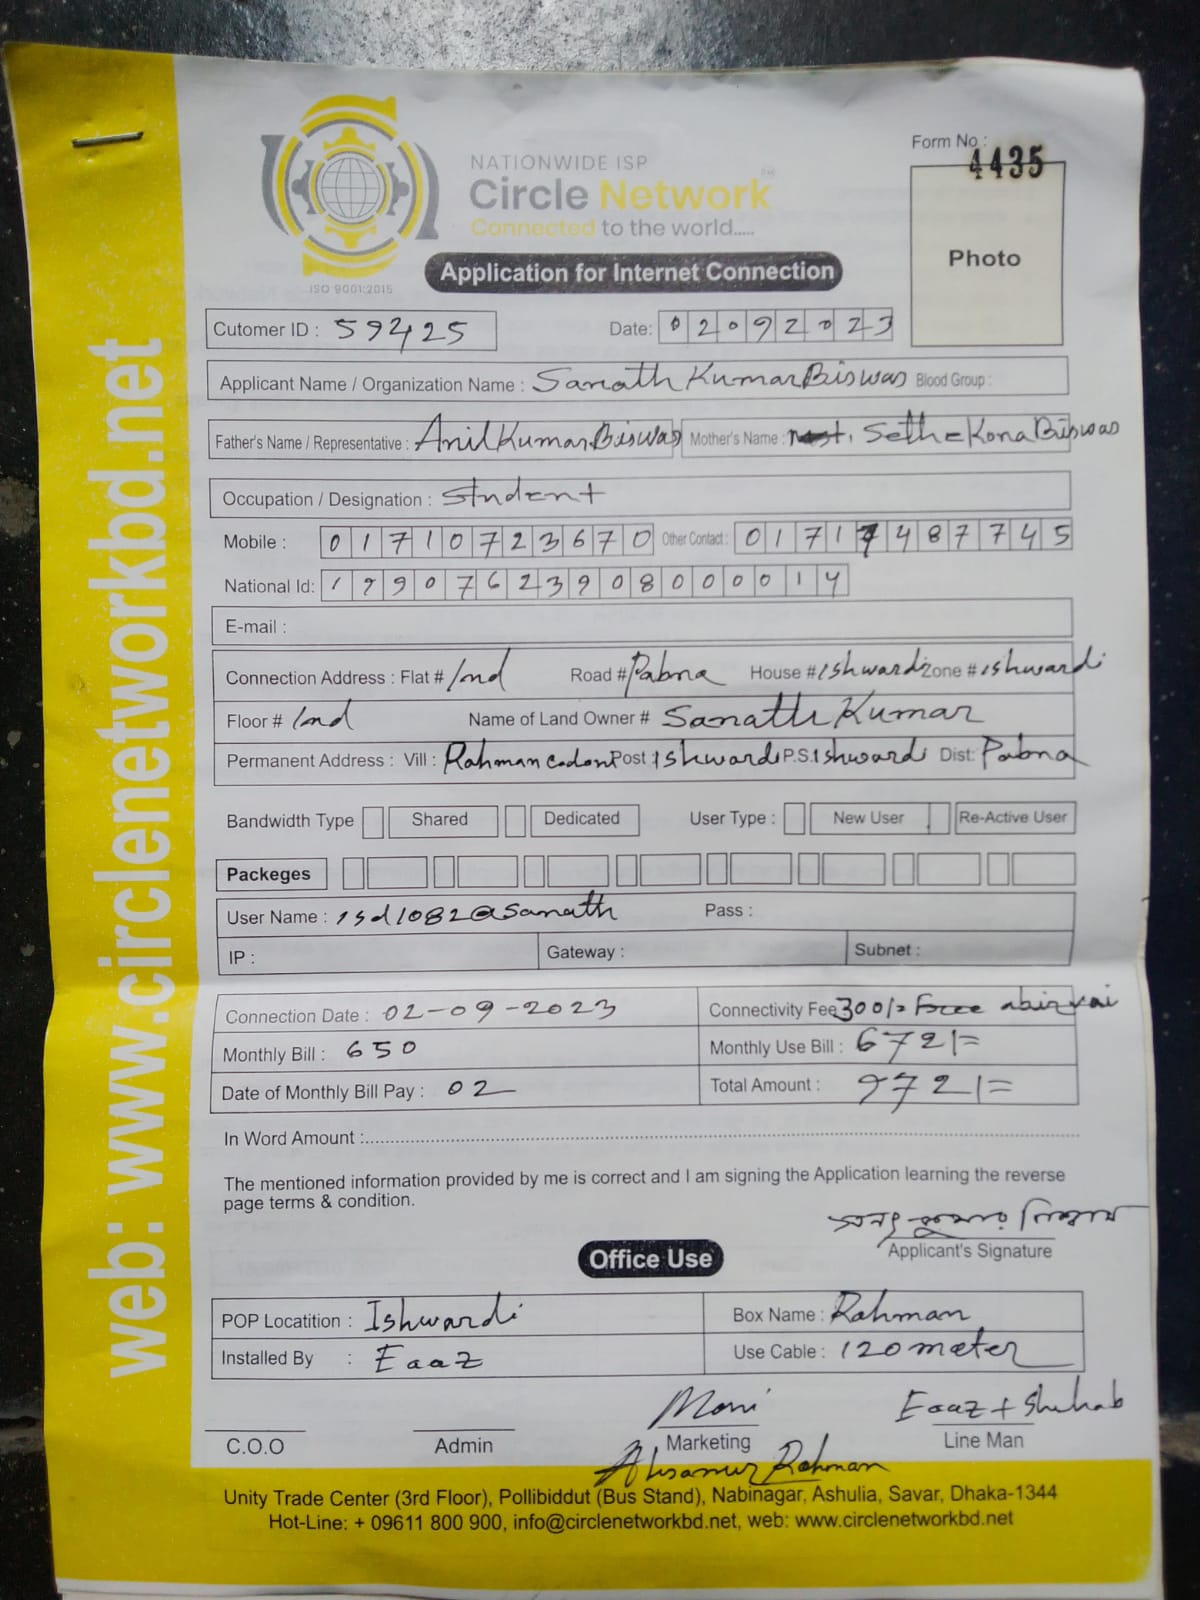 Form No :
4435
Photo
NATIONWIDE ISP
Circle Network
Connected to the world.....
ISO 9001:2015
Application for Internet Connection
Cutomer ID : 59425 Date: 02092023
Applicant Name / Organization Name : Sanath Kumar Biswas Blood Group :
Father's Name / Representative : Anil Kumar Biswas Mother's Name : Sethe Kona Biswas
Occupation / Designation : Student
Mobile : 01710723670 Other Contact : 01714487745
National Id: 19907623908000014
E-mail :
Connection Address : Flat # 1nd Road # Pabna House # ishwardi Zone # ishwardi
Floor # 1nd Name of Land Owner # Sanath Kumar
Permanent Address : Vill : Rahman Post : Ishwardi P.S. Ishwardi Dist: Pabna
Bandwidth Type Shared Dedicated User Type : New User Re-Active User
Packeges
User Name : isd1082@sanath Pass :
IP : Gateway : Subnet :
Connection Date : 02-09-2023 Connectivity Fee 300/= Free abir vai
Monthly Bill : 650 Monthly Use Bill : 672/=
Date of Monthly Bill Pay : 02 Total Amount : 972/=
In Word Amount :
The mentioned information provided by me is correct and I am signing the Application learning the reverse
page terms & condition.
সনৎ কুমার বিশ্বাস
Applicant's Signature
Office Use
POP Locatition : Ishwardi Box Name : Rahman
Installed By : Eaaz Use Cable : 120 meter
Moni Eaaz + Shihab
C.O.O Admin Marketing Line Man
Ahsanur Rahman
Unity Trade Center (3rd Floor), Pollibiddut (Bus Stand), Nabinagar, Ashulia, Savar, Dhaka-1344
Hot-Line: + 09611 800 900, info@circlenetworkbd.net, web: www.circlenetworkbd.net
web: www.circlenetworkbd.net